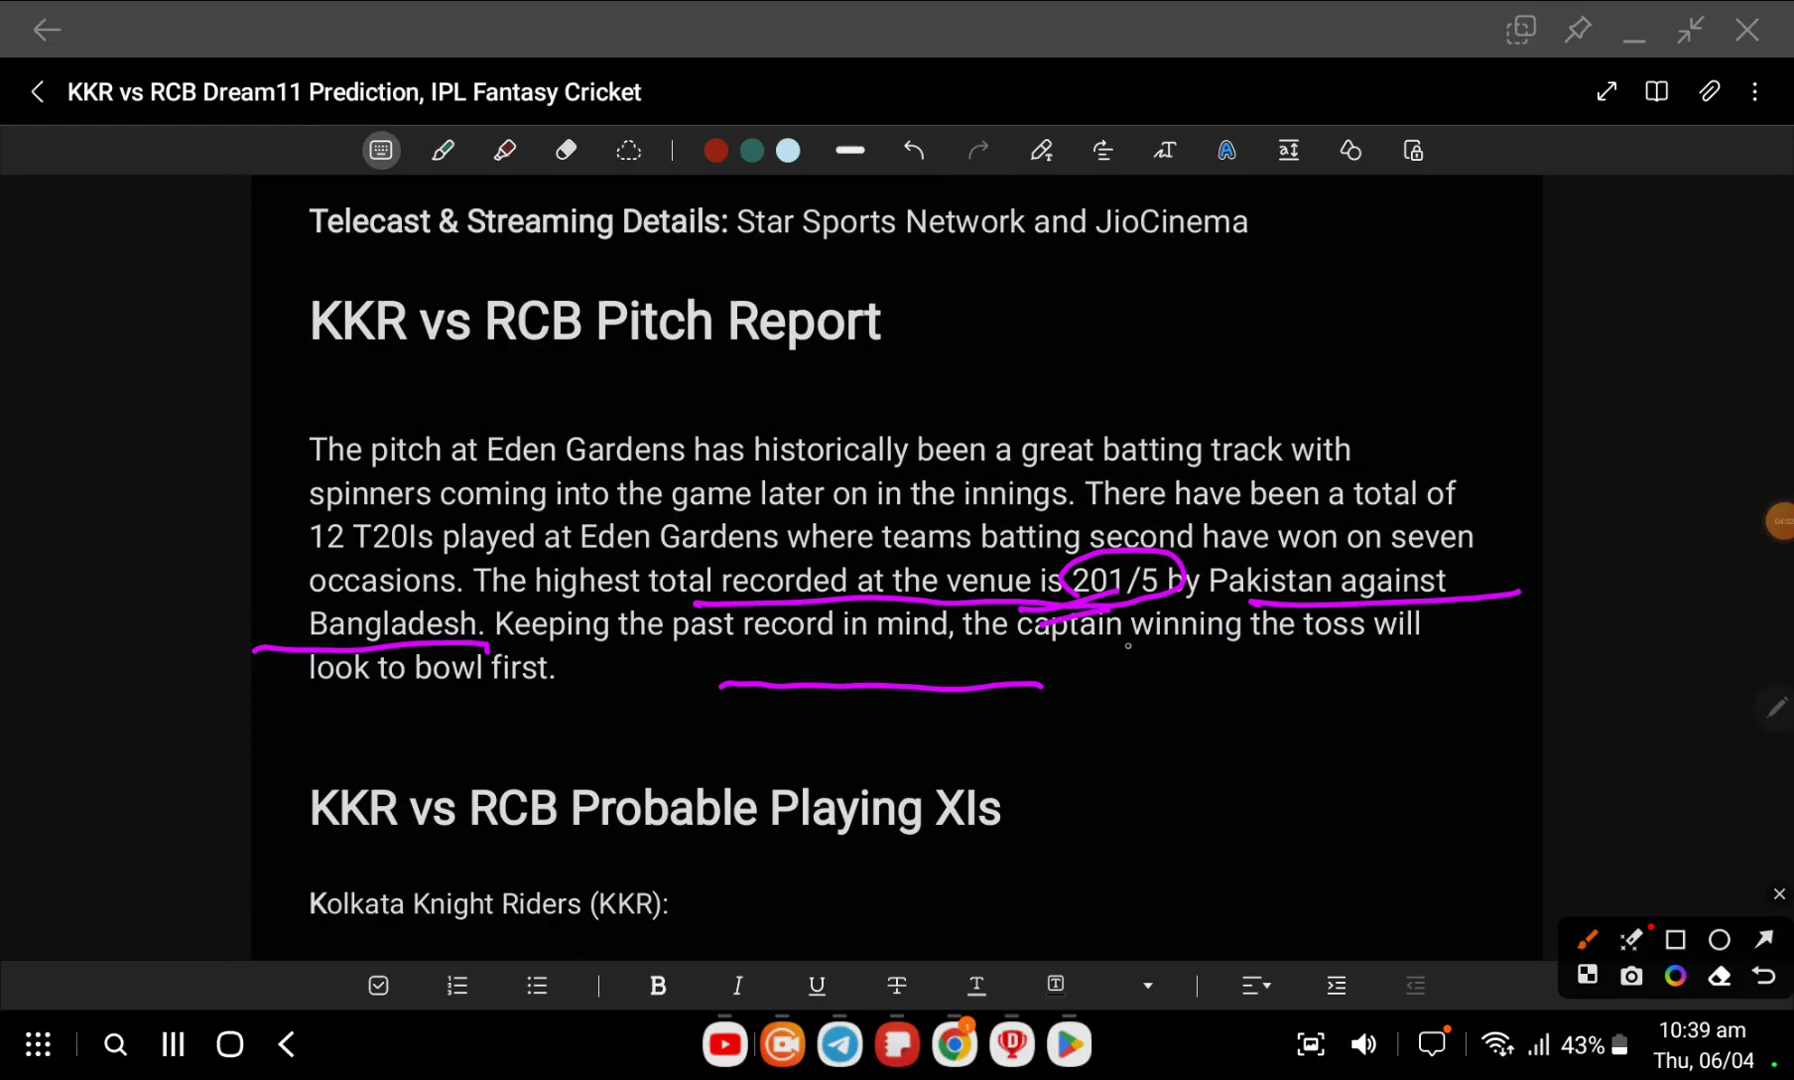 KKR vs RCB Dream11 Prediction, IPL Fantasy Cricket
Telecast & Streaming Details: Star Sports Network and JioCinema
KKR vs RCB Pitch Report
The pitch at Eden Gardens has historically been a great batting track with
spinners coming into the game later on in the innings. There have been a total of
12 T20Is played at Eden Gardens where teams batting second have won on seven
occasions. The highest total recorded at the venue is 201/5 by Pakistan against
Bangladesh. Keeping the past record in mind, the captain winning the toss will
look to bowl first.
KKR vs RCB Probable Playing XIs
Kolkata Knight Riders (KKR):
04:02
B I U T T T
43%
10:39 am
Thu, 06/04